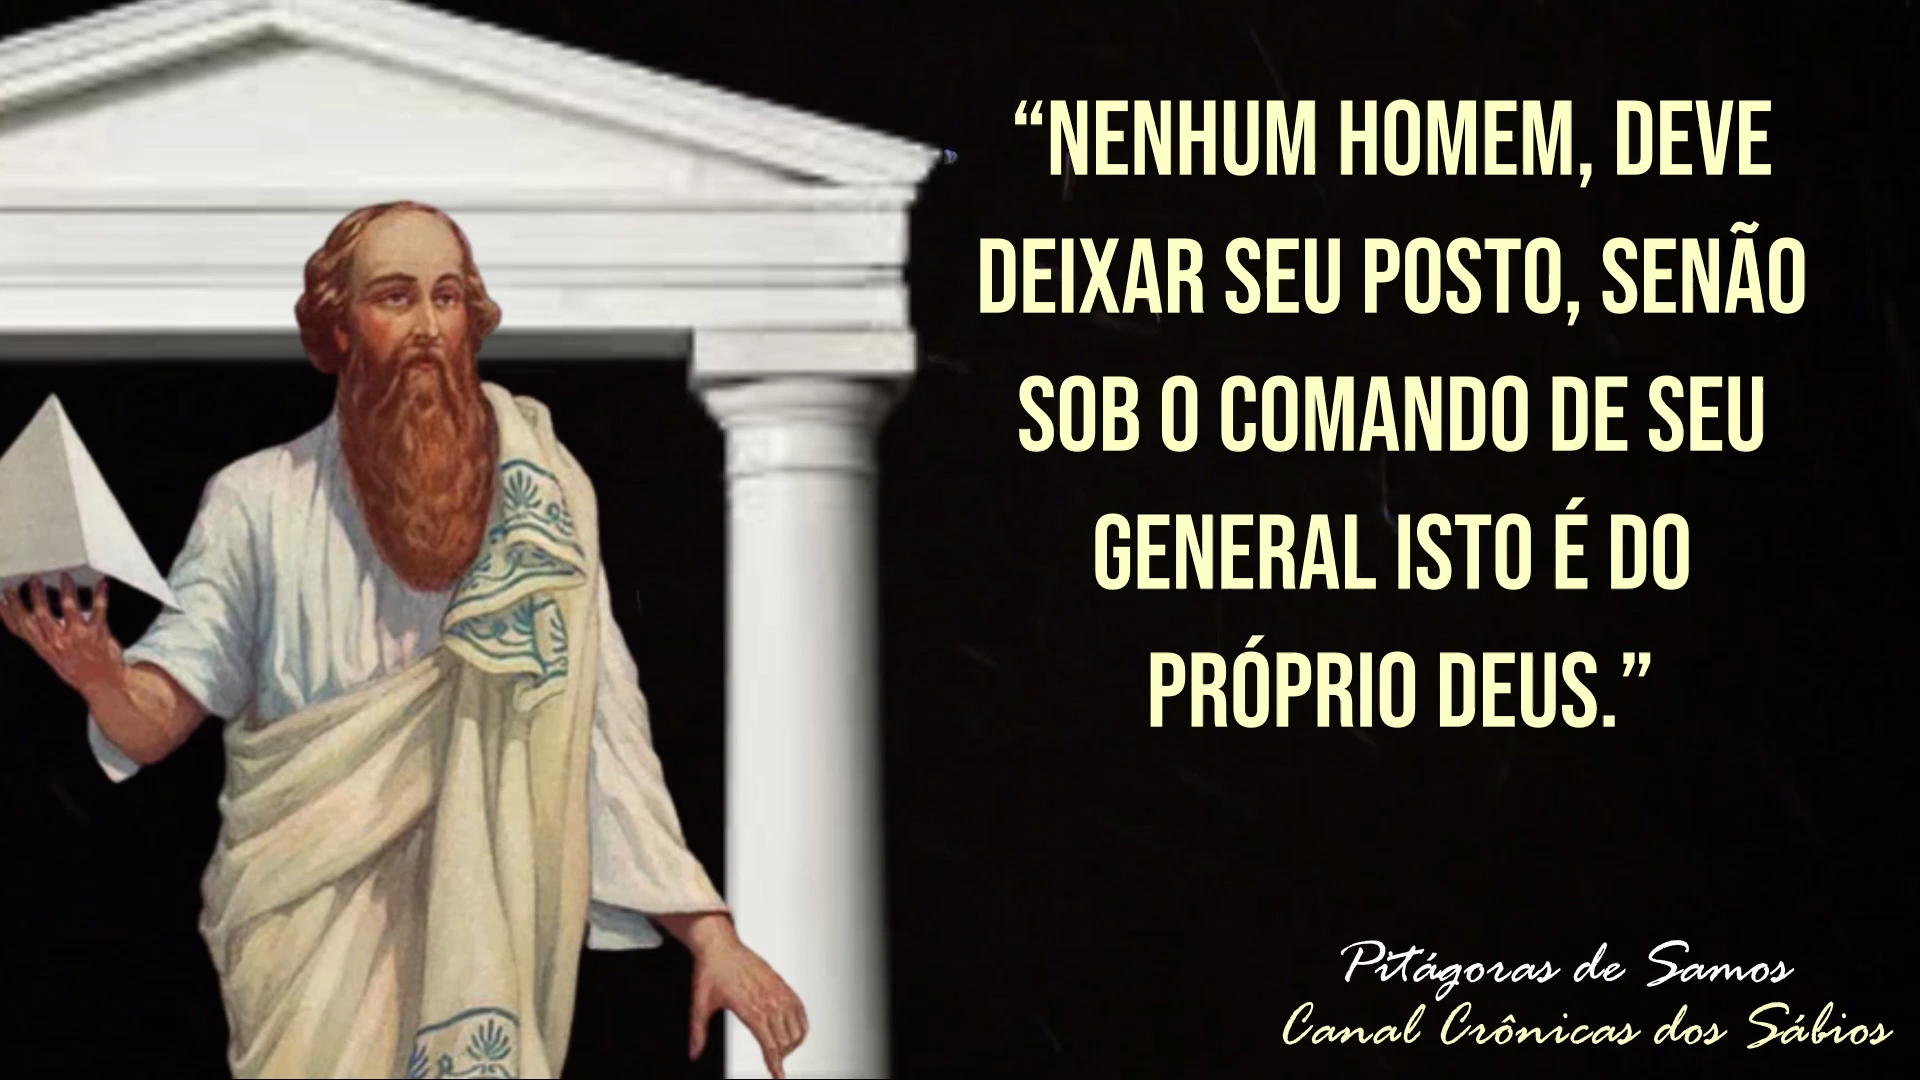 “NENHUM HOMEM, DEVE
DEIXAR SEU POSTO, SENÃO
SOB O COMANDO DE SEU
GENERAL ISTO É DO
PRÓPRIO DEUS.”
Pitágoras de Samos
Canal Crônicas dos Sábios